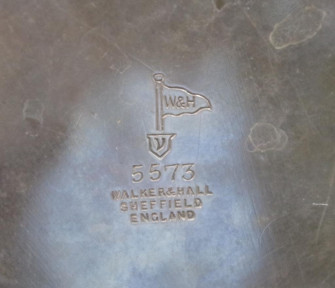 W&H
5573
WALKER&HALL
SHEFFIELD
ENGLAND